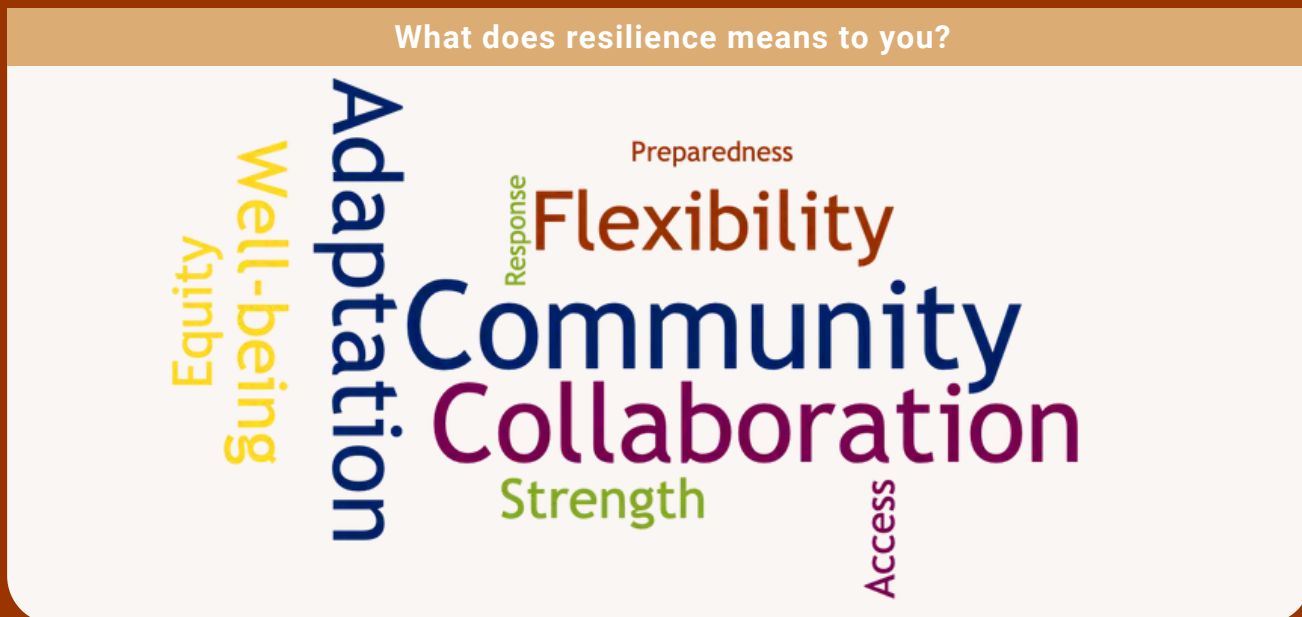 What does resilience means to you?
Equity
Well-being
Adaptation
Preparedness
Response
Flexibility
Community
Collaboration
Strength
Access